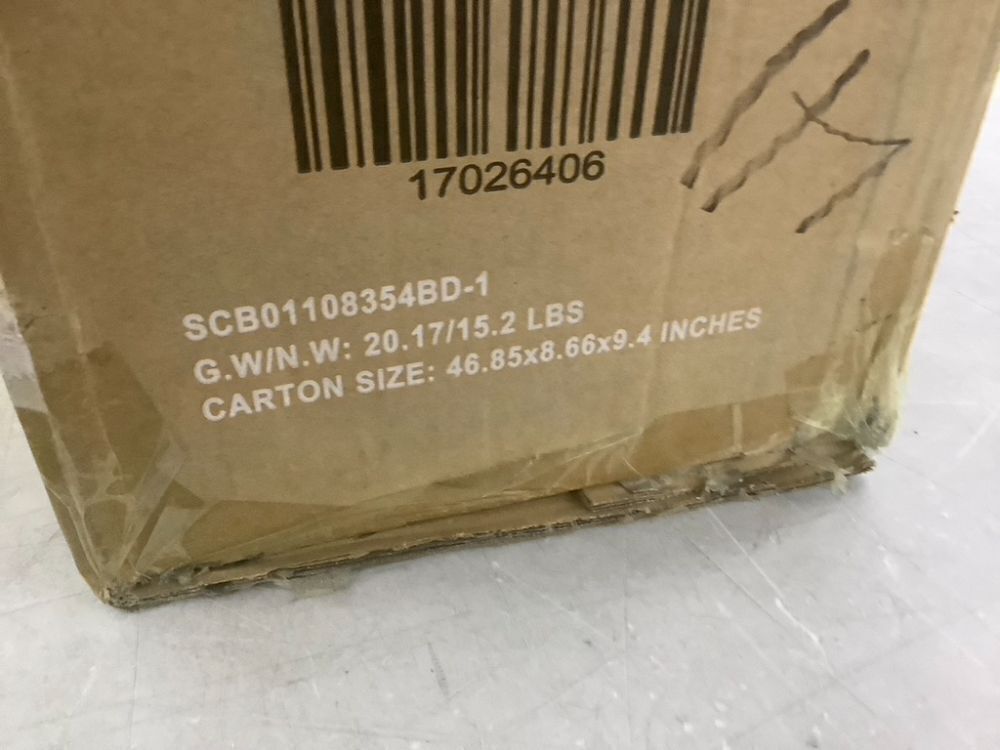 17026406
SCB01108354BD-1
G.W/N.W: 20.17/15.2 LBS
CARTON SIZE: 46.85x8.66x9.4 INCHES